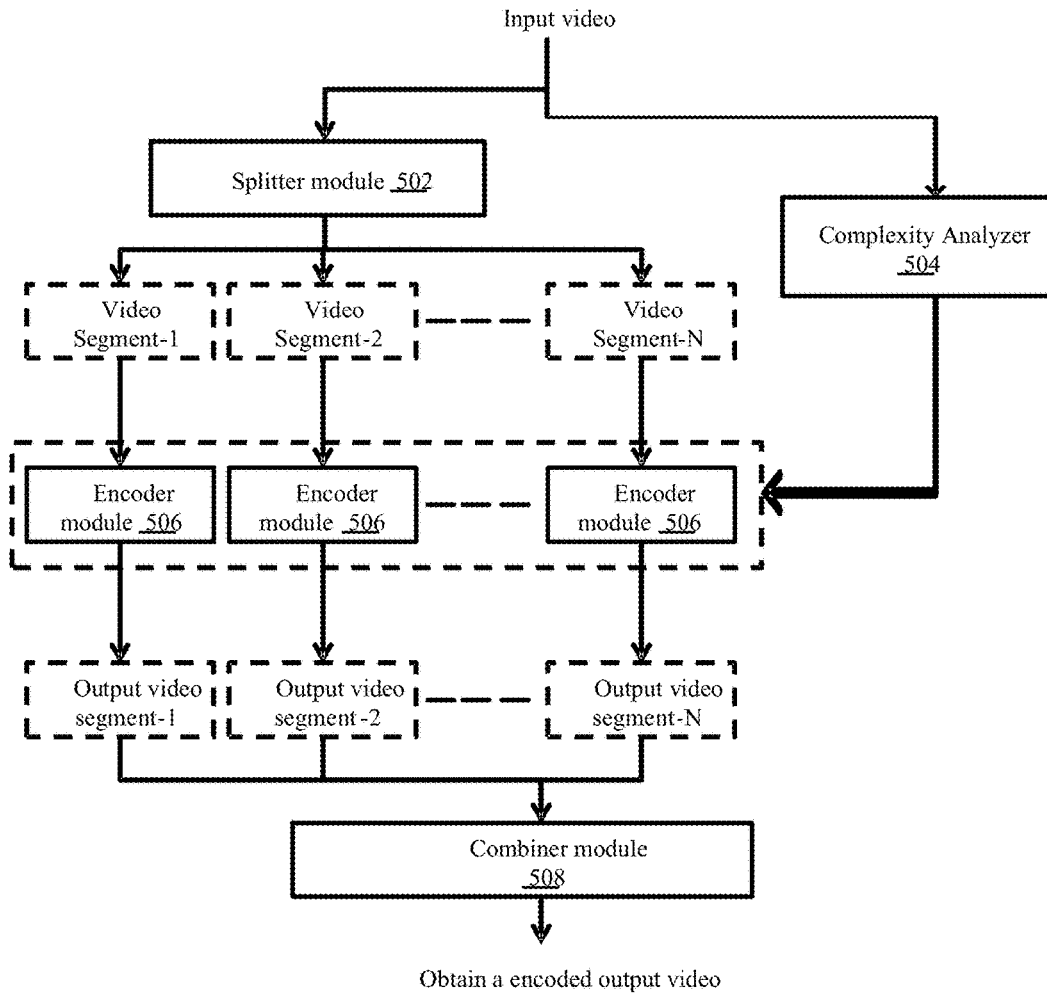 Input video
Splitter module 502
Complexity Analyzer
504
Video
Segment-1
Video
Segment-2
Video
Segment-N
Encoder
module 506
Encoder
module 506
Encoder
module 506
Output video
segment-1
Output video
segment-2
Output video
segment-N
Combiner module
508
Obtain a encoded output video